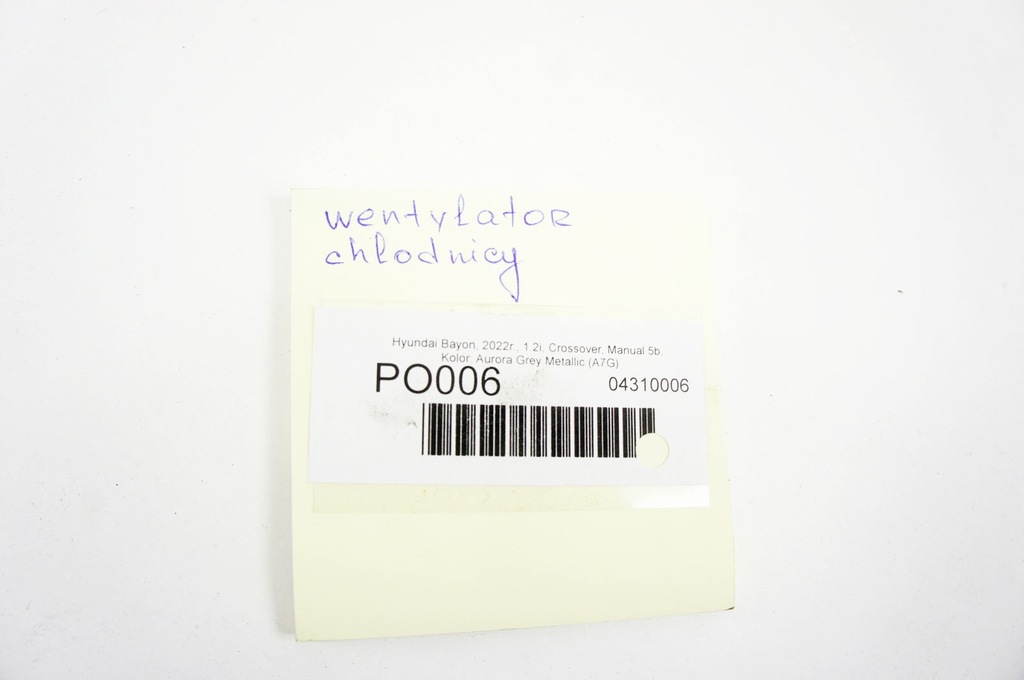 wentylator
chłodnicy
Hyundai Bayon, 2022r., 1.2i, Crossover, Manual 5b,
Kolor: Aurora Grey Metallic (A7G)
PO006
04310006